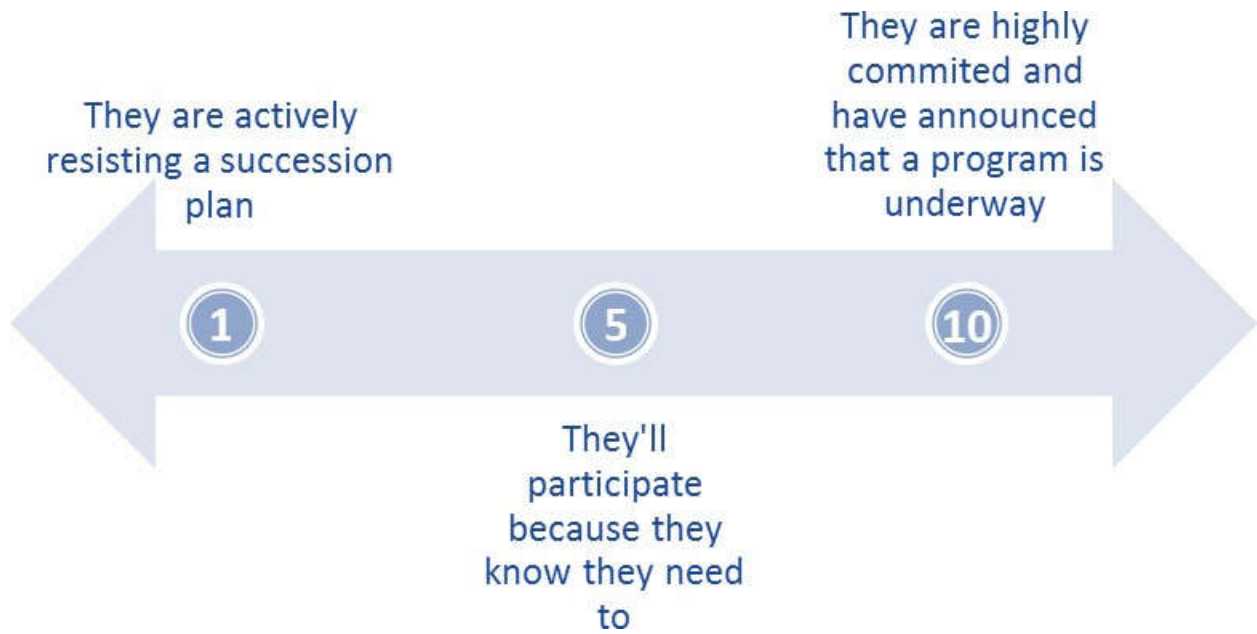 They are actively
resisting a succession
plan
They are highly
commited and
have announced
that a program is
underway
1
5
10
They'll
participate
because they
know they need
to